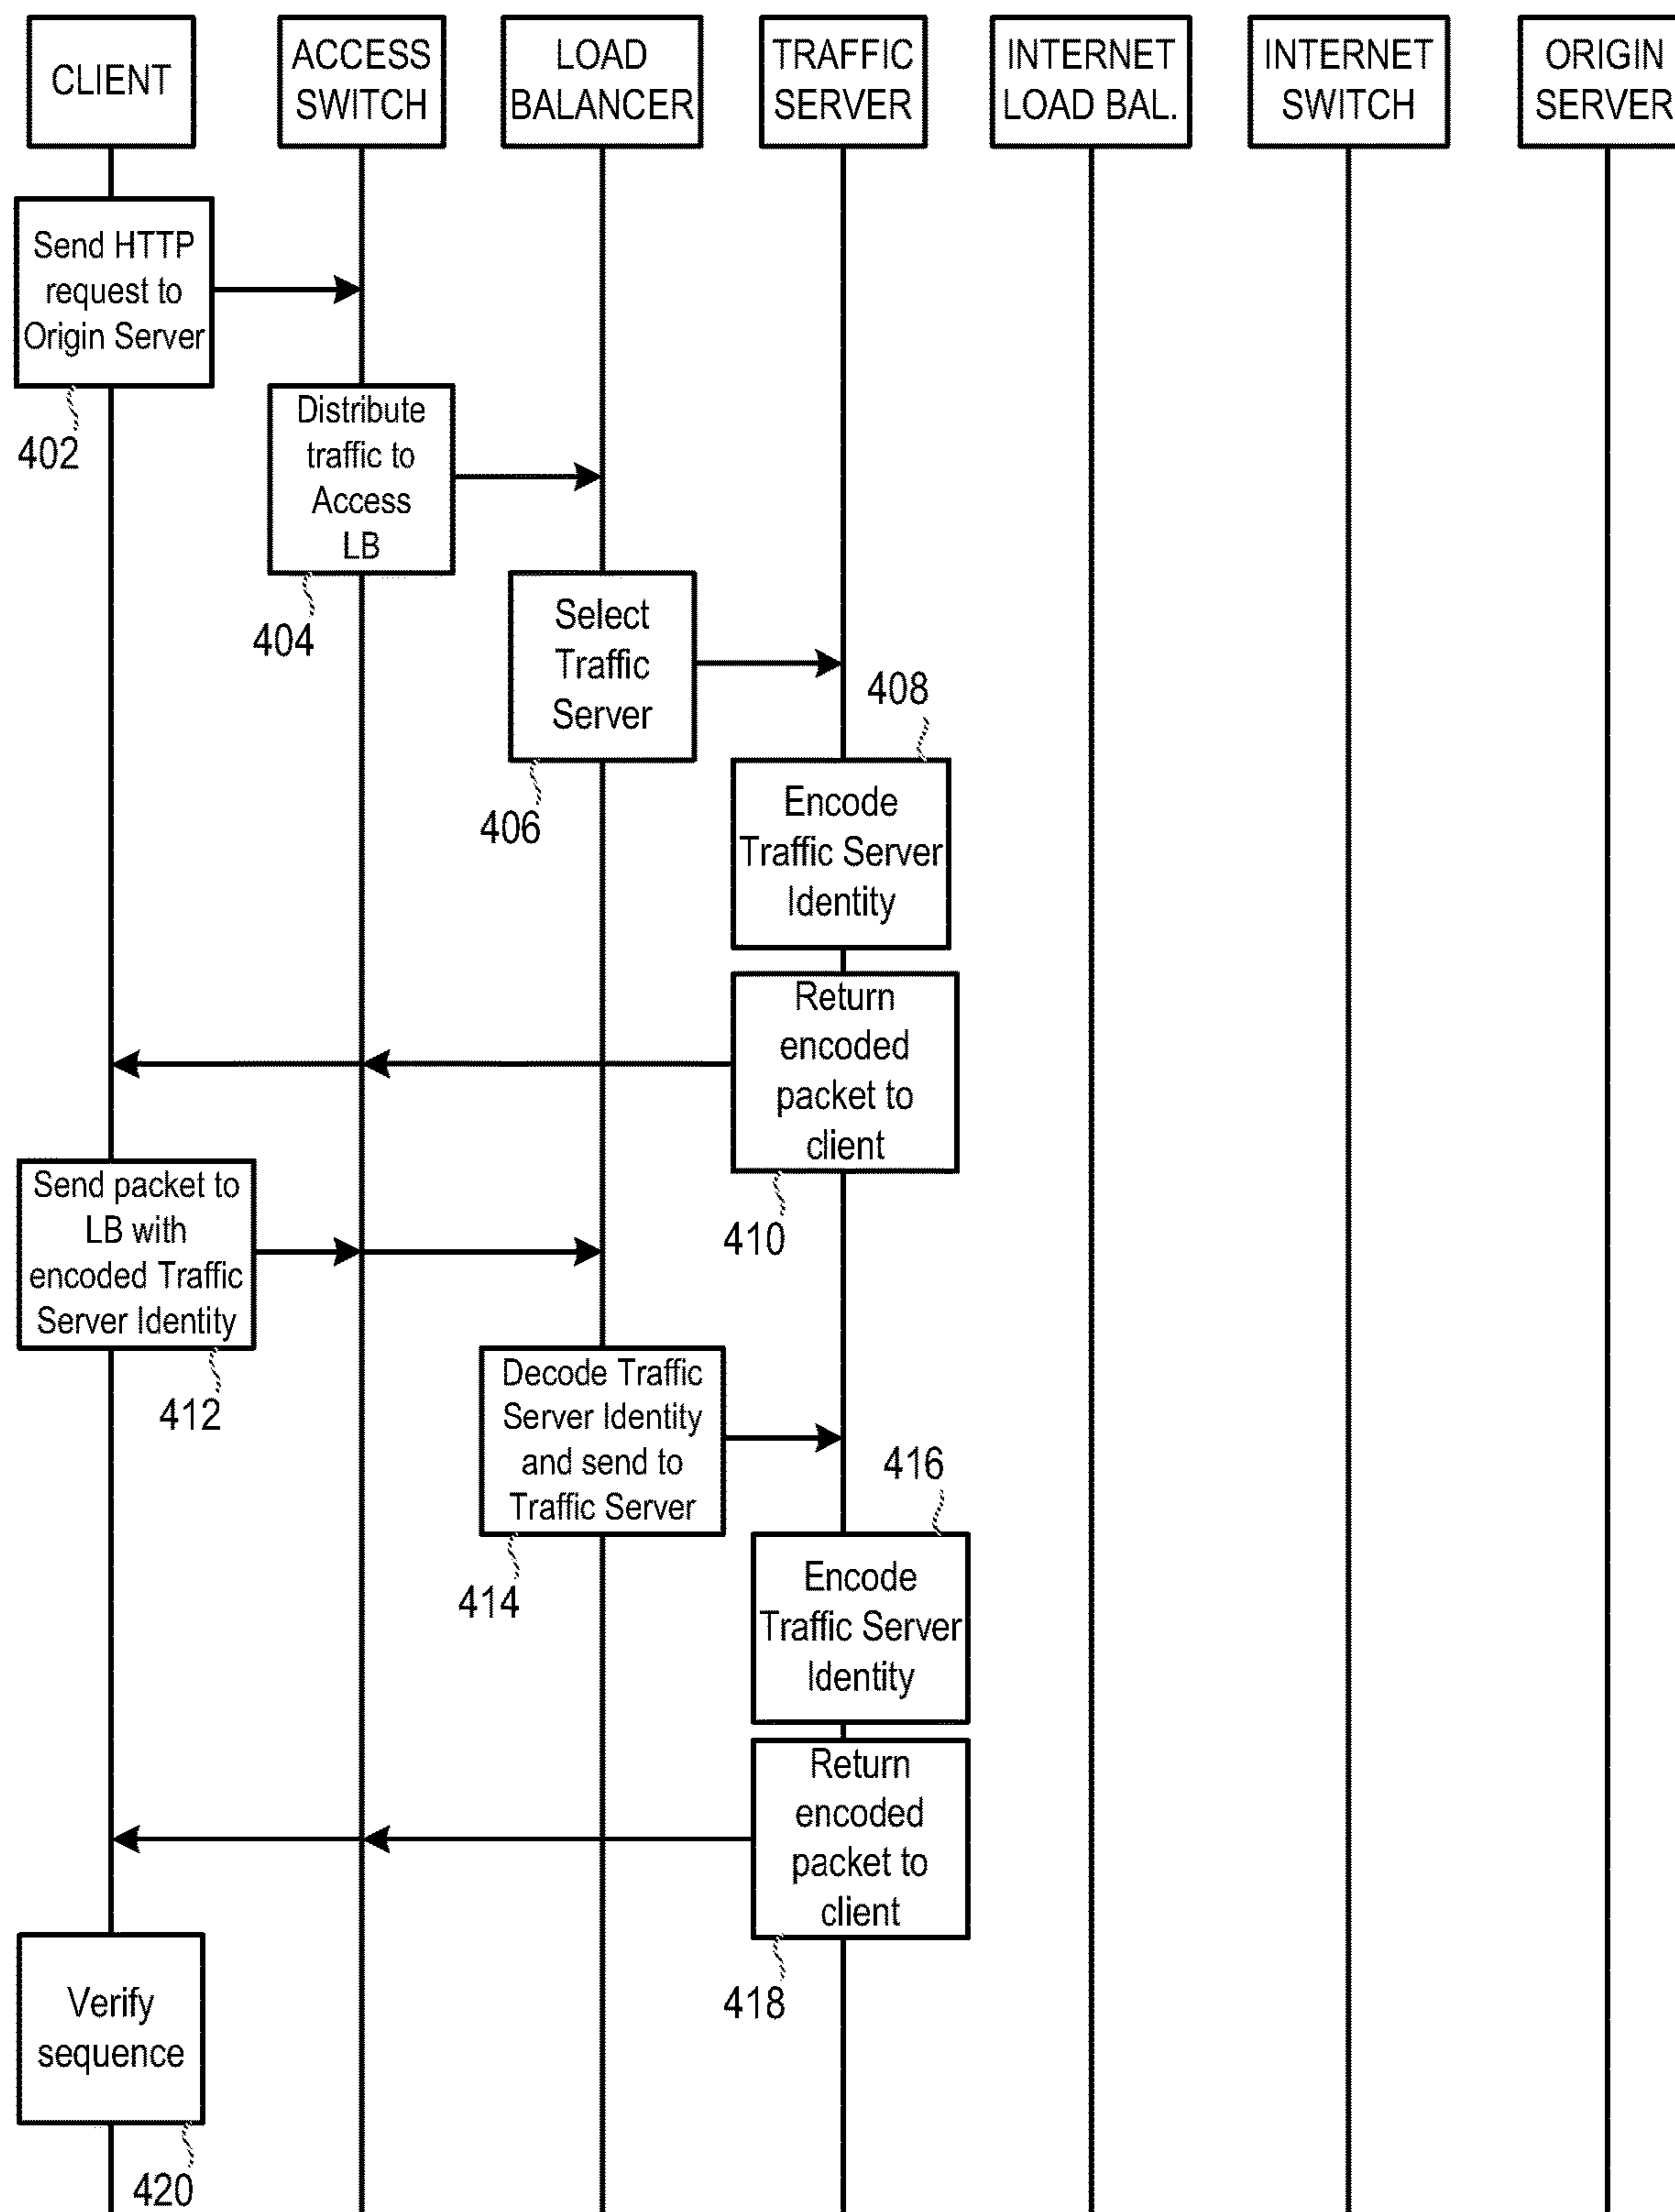 CLIENT
ACCESS
SWITCH
LOAD
BALANCER
TRAFFIC
SERVER
INTERNET
LOAD BAL.
INTERNET
SWITCH
ORIGIN
SERVER
Send HTTP
request to
Origin Server
402
Distribute
traffic to
Access
LB
404
Select
Traffic
Server
406
408
Encode
Traffic Server
Identity
Return
encoded
packet to
client
410
Send packet to
LB with
encoded Traffic
Server Identity
412
Decode Traffic
Server Identity
and send to
Traffic Server
414
416
Encode
Traffic Server
Identity
Return
encoded
packet to
client
418
Verify
sequence
420